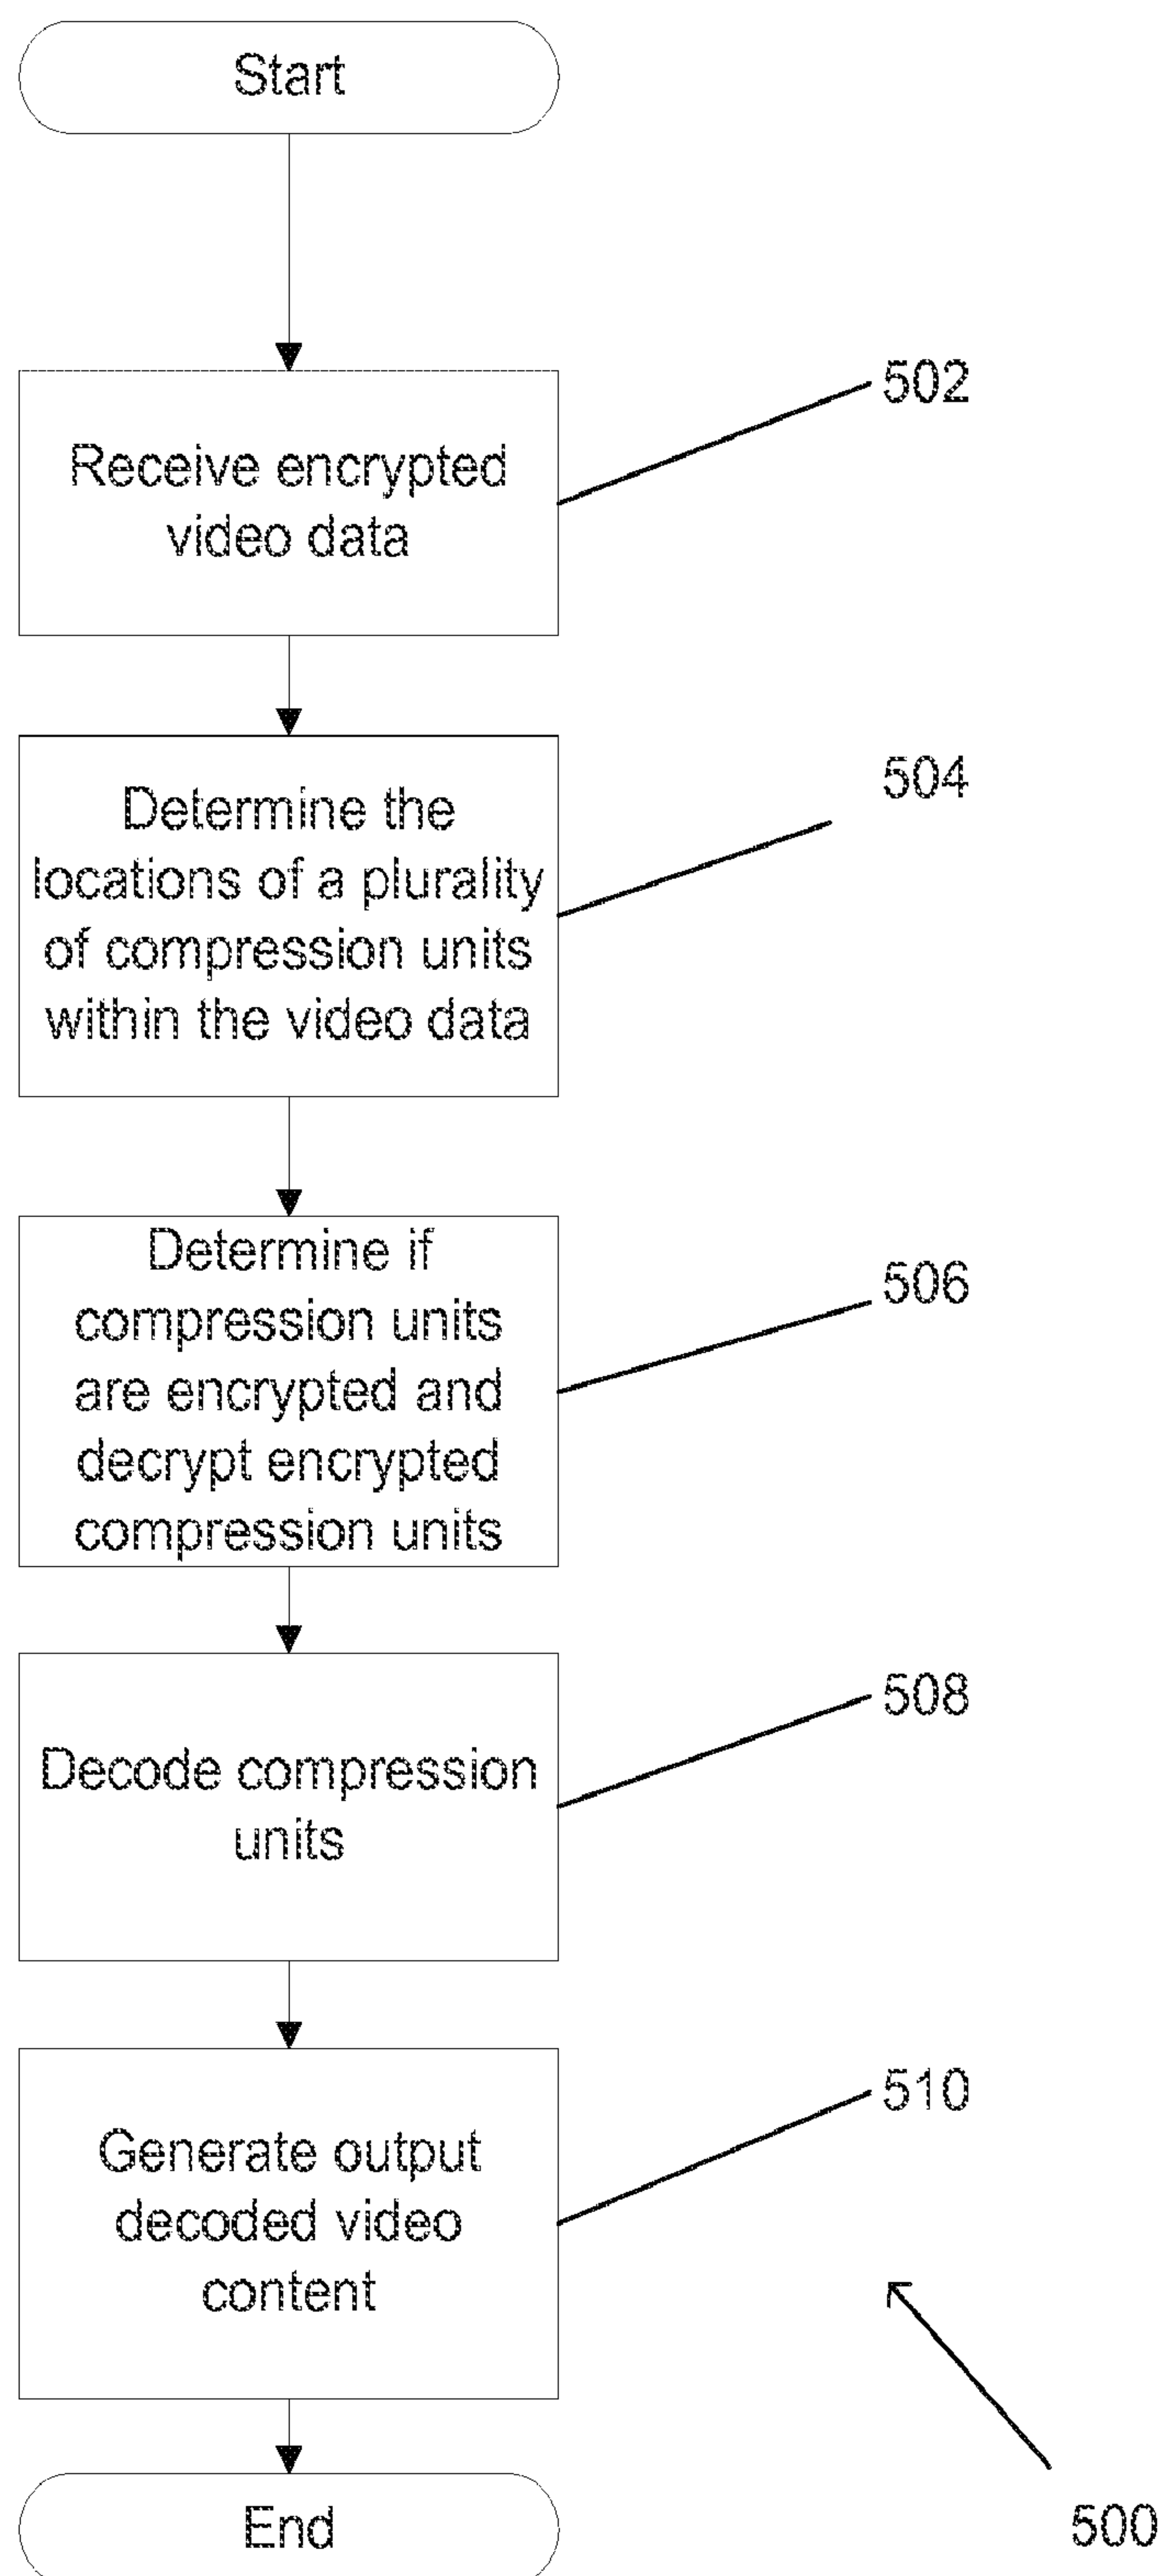 Start
Receive encrypted
video data
502
Determine the
locations of a plurality
of compression units
within the video data
504
Determine if
compression units
are encrypted and
decrypt encrypted
compression units
506
Decode compression
units
508
Generate output
decoded video
content
510
End
500